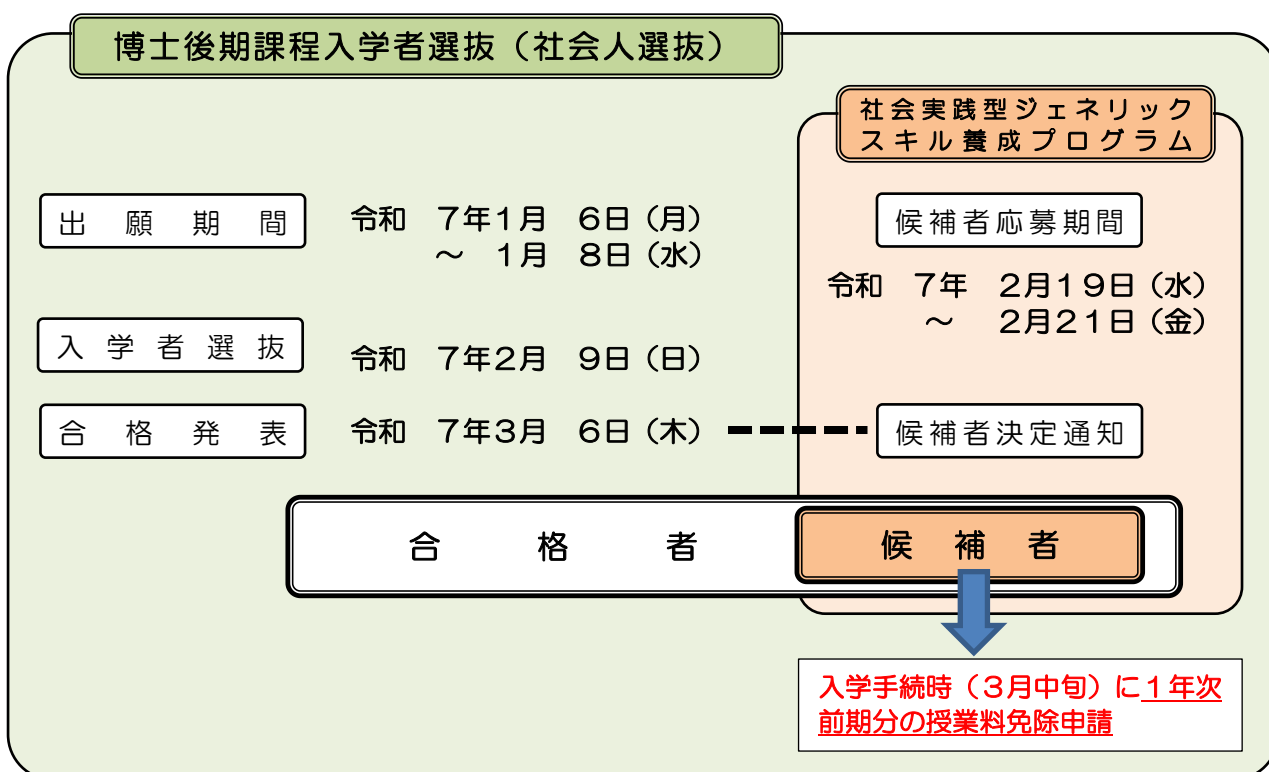 博士後期課程入学者選抜（社会人選抜）
社会実践型ジェネリック
スキル養成プログラム
出願期間
令和　７年１月　６日（月）
～　１月　８日（水）
候補者応募期間
令和　７年　２月１９日（水）
～　２月２１日（金）
入学者選抜
令和　７年２月　９日（日）
合格発表
令和　７年３月　６日（木）
候補者決定通知
合格者
候補者
入学手続時（３月中旬）に１年次
前期分の授業料免除申請